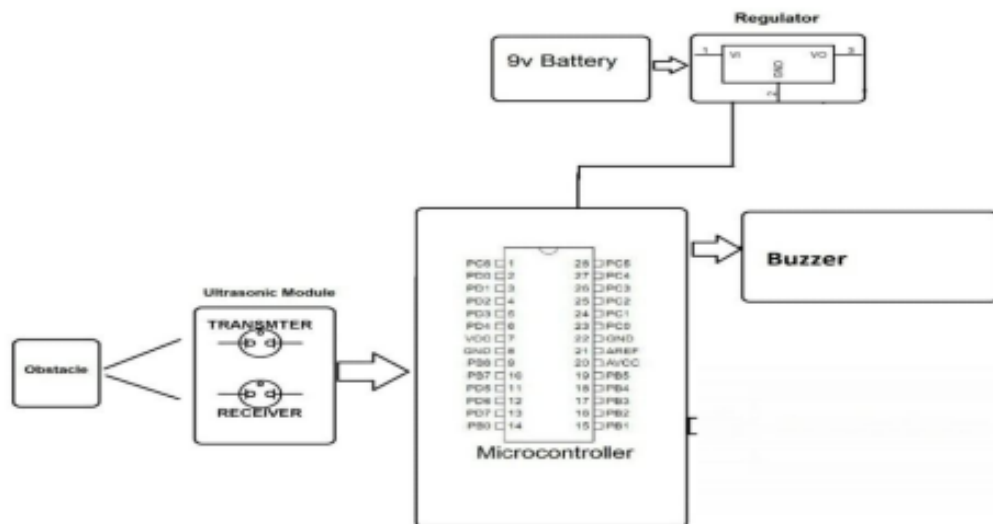 Regulator
9v Battery
1 VI VO 3
GND
2
Buzzer
Ultrasonic Module
TRANSMTER
RECEIVER
Obstacle
PC6 1 28 PC5
PD0 2 27 PC4
PD1 3 26 PC3
PD2 4 25 PC2
PD3 5 24 PC1
PD4 6 23 PC0
VCC 7 22 GND
GND 8 21 AREF
PB6 9 20 AVCC
PB7 10 19 PB5
PD5 11 18 PB4
PD6 12 17 PB3
PD7 13 16 PB2
PB0 14 15 PB1
Microcontroller